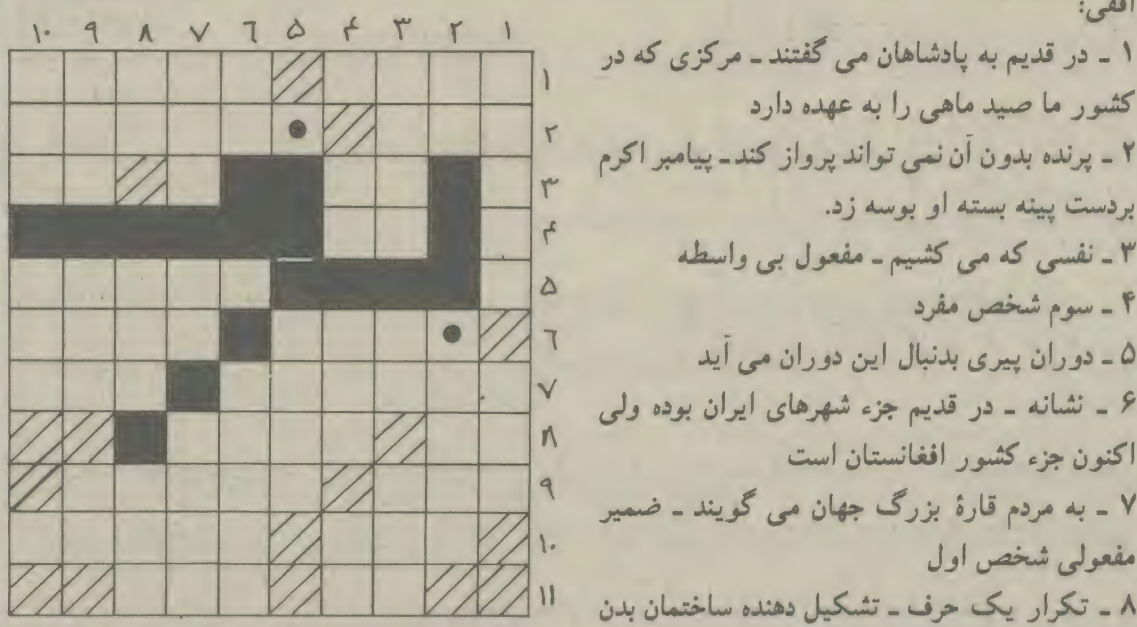 افقی:
۱ ـ در قدیم به پادشاهان می گفتند ـ مرکزی که در
کشور ما صید ماهی را به عهده دارد
۲ ـ پرنده بدون آن نمی تواند پرواز کند ـ پیامبر اکرم
بردست پینه بسته او بوسه زد.
۳ ـ نفسی که می کشیم ـ مفعول بی واسطه
۴ ـ سوم شخص مفرد
۵ ـ دوران پیری بدنبال این دوران می آید
۶ ـ نشانه ـ در قدیم جزء شهرهای ایران بوده ولی
اکنون جزء کشور افغانستان است
۷ ـ به مردم قارهٔ بزرگ جهان می گویند ـ ضمیر
مفعولی شخص اول
۸ ـ تکرار یک حرف ـ تشکیل دهنده ساختمان بدن
۱۰ ۹ ۸ ۷ ۶ ۵ ۴ ۳ ۲ ۱
۱
۲
۳
۴
۵
۶
۷
۸
۹
۱۰
۱۱